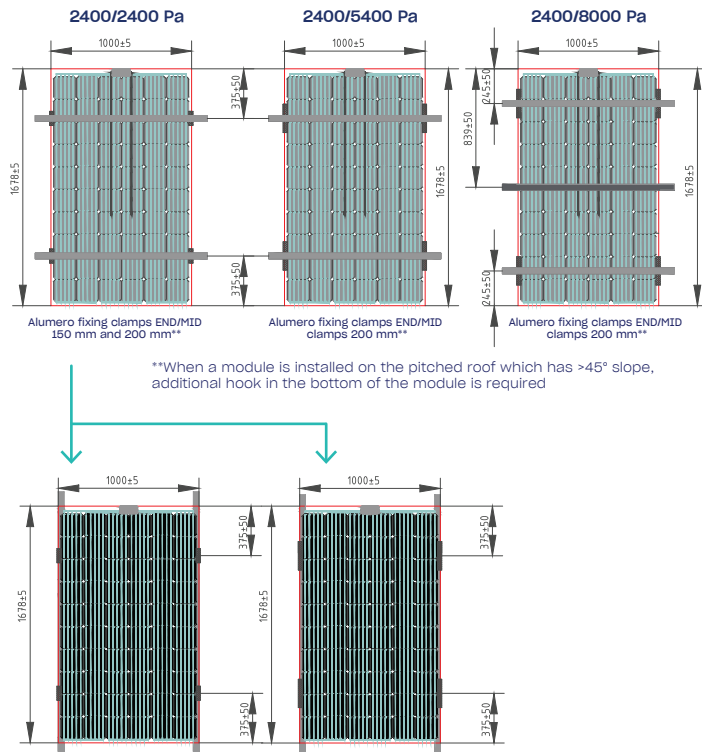 2400/2400 Pa
2400/5400 Pa
2400/8000 Pa
1000±5
1000±5
1000±5
375±50
245±50
839±50
1678±5
1678±5
1678±5
375±50
245±50
Alumero fixing clamps END/MID
150 mm and 200 mm**
Alumero fixing clamps END/MID
clamps 200 mm**
Alumero fixing clamps END/MID
clamps 200 mm**
**When a module is installed on the pitched roof which has >45° slope,
additional hook in the bottom of the module is required
1000±5
1000±5
375±50
375±50
1678±5
1678±5
375±50
375±50